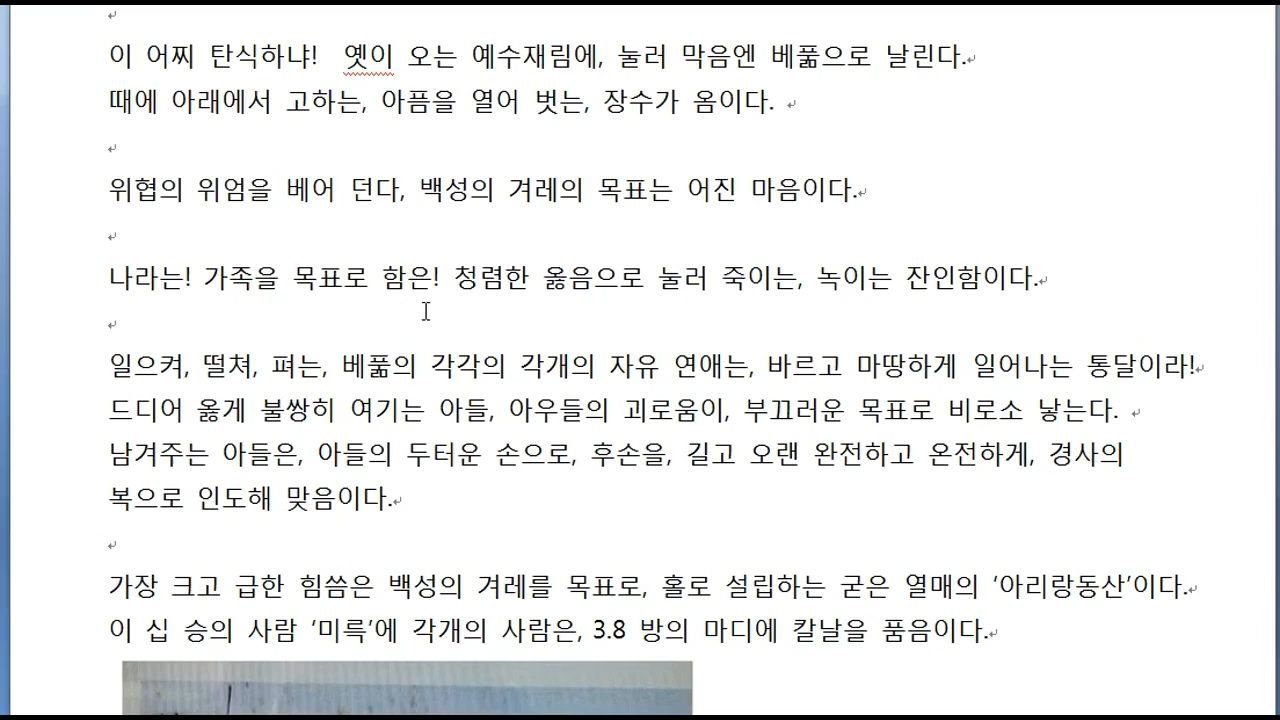 이 어찌 탄식하냐! 옛이 오는 예수재림에, 눌러 막음엔 베풂으로 날린다.
때에 아래에서 고하는, 아픔을 열어 벗는, 장수가 옴이다.
위협의 위엄을 베어 던다, 백성의 겨레의 목표는 어진 마음이다.
나라는! 가족을 목표로 함은! 청렴한 옳음으로 눌러 죽이는, 녹이는 잔인함이다.
일으켜, 떨쳐, 펴는, 베풂의 각각의 각개의 자유 연애는, 바르고 마땅하게 일어나는 통달이라!
드디어 옳게 불쌍히 여기는 아들, 아우들의 괴로움이, 부끄러운 목표로 비로소 낳는다.
남겨주는 아들은, 아들의 두터운 손으로, 후손을, 길고 오랜 완전하고 온전하게, 경사의
복으로 인도해 맞음이다.
가장 크고 급한 힘씀은 백성의 겨레를 목표로, 홀로 설립하는 굳은 열매의 ‘아리랑동산’이다.
이 십 승의 사람 ‘미륵’에 각개의 사람은, 3.8 방의 마디에 칼날을 품음이다.